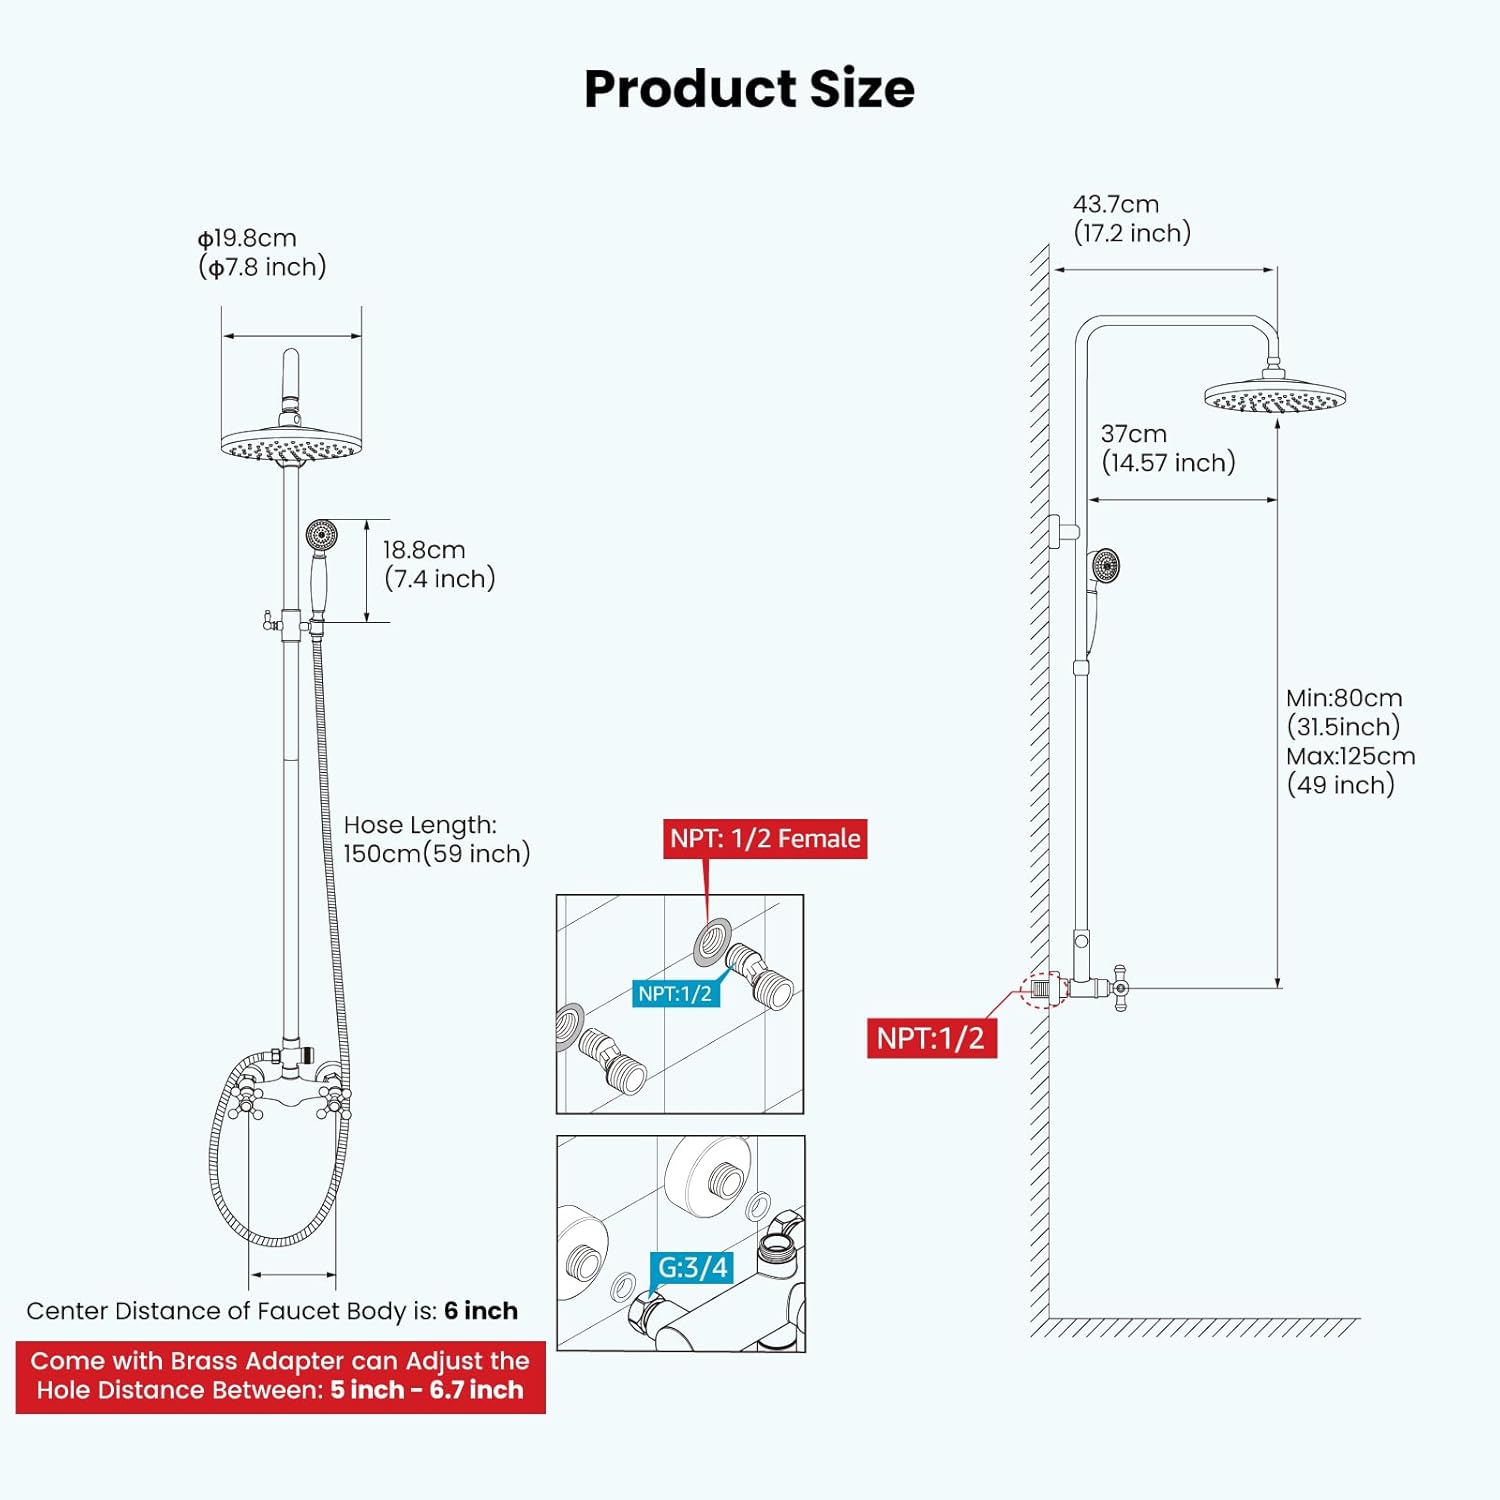 Product Size
43.7cm
(17.2 inch)
ϕ19.8cm
(ϕ7.8 inch)
37cm
(14.57 inch)
18.8cm
(7.4 inch)
Min:80cm
(31.5inch)
Max:125cm
(49 inch)
Hose Length:
150cm(59 inch)
NPT: 1/2 Female
NPT:1/2
NPT:1/2
G:3/4
Center Distance of Faucet Body is: 6 inch
Come with Brass Adapter can Adjust the
Hole Distance Between: 5 inch - 6.7 inch